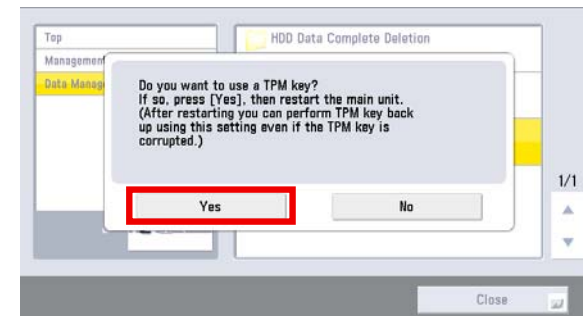 Top
HDD Data Complete Deletion
Management
Data Manag
Do you want to use a TPM key?
If so, press [Yes], then restart the main unit.
(After restarting you can perform TPM key back
up using this setting even if the TPM key is
corrupted.)
Yes
No
1/1
Close